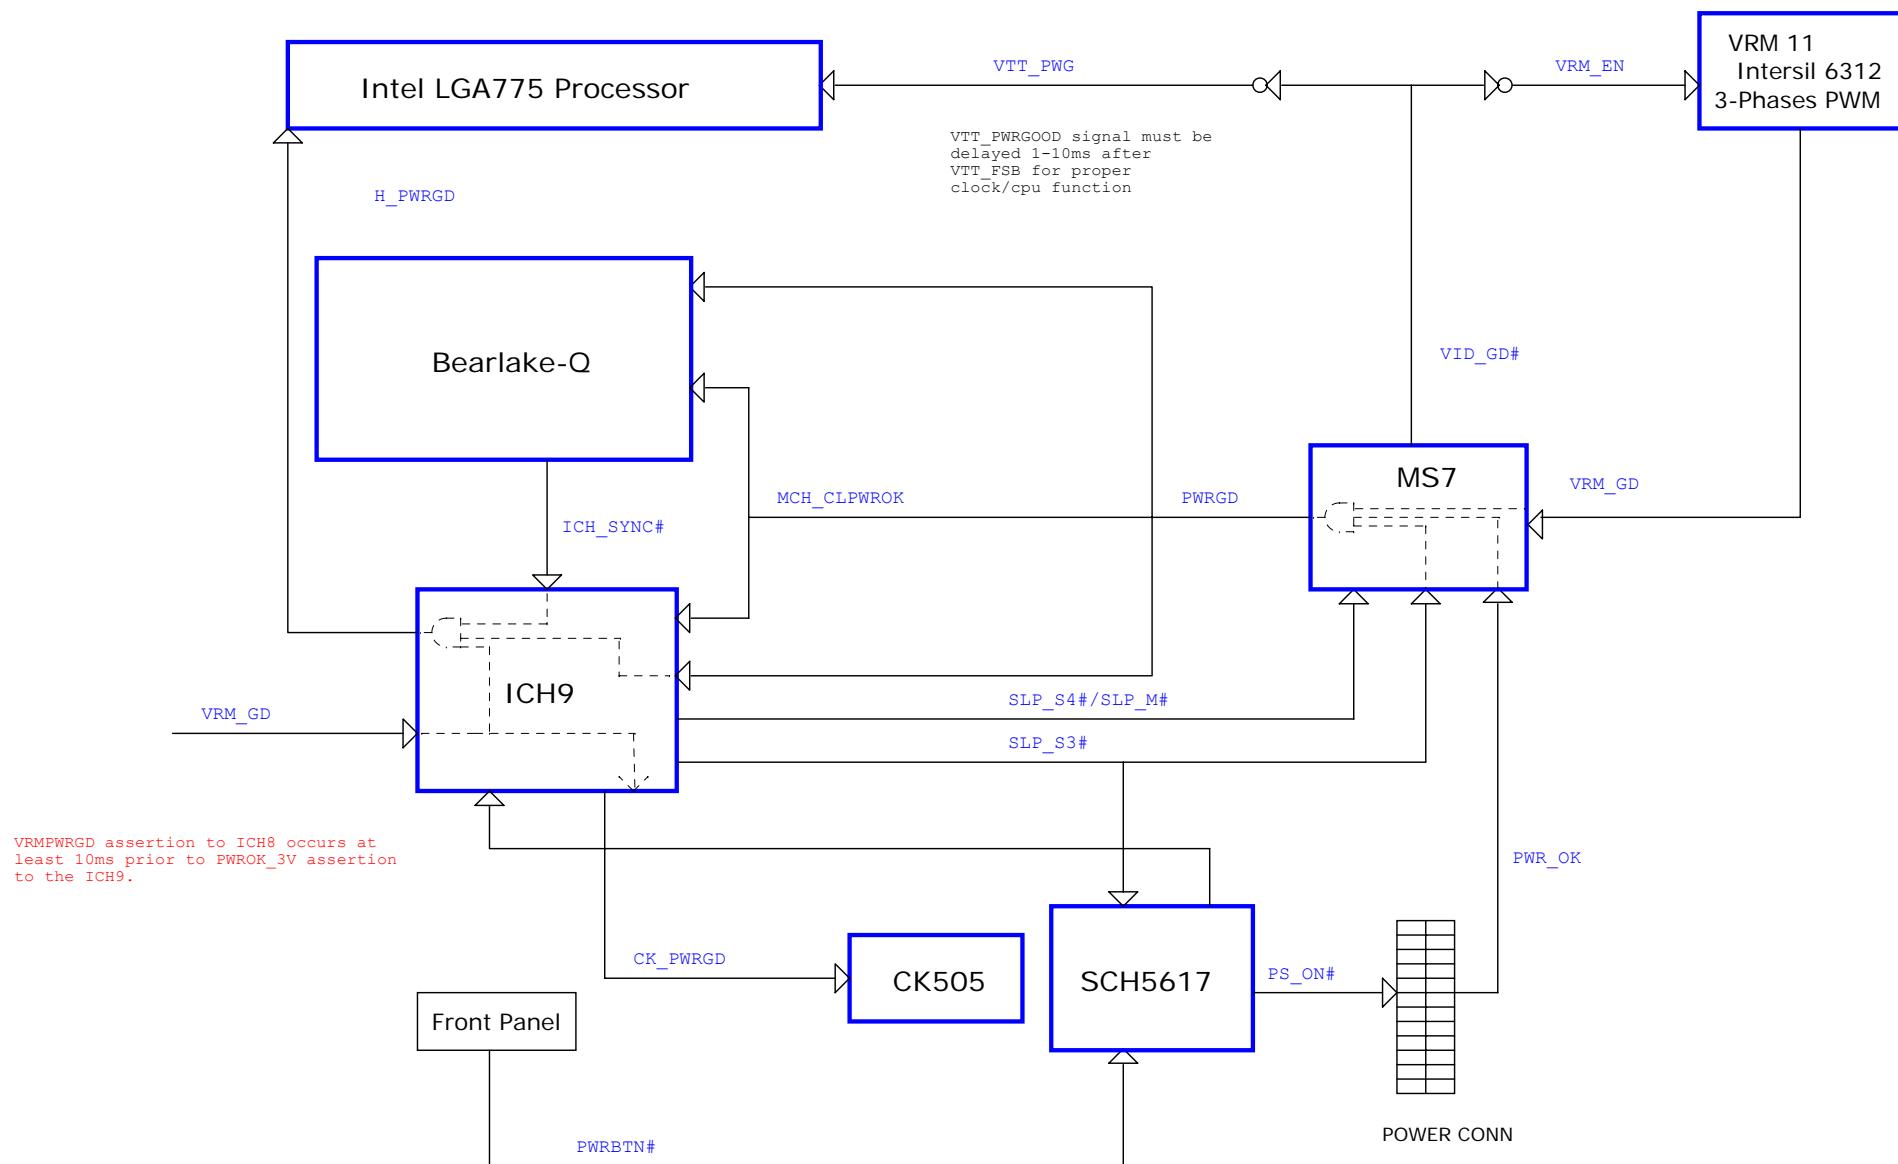 VRM 11
Intersil 6312
3-Phases PWM
Intel LGA775 Processor
VTT_PWG
VRM_EN
VTT_PWRGOOD signal must be
delayed 1-10ms after
VTT_FSB for proper
clock/cpu function
H_PWRGD
Bearlake-Q
VID_GD#
MS7
MCH_CLPWROK
PWRGD
VRM_GD
ICH_SYNC#
ICH9
SLP_S4#/SLP_M#
VRM_GD
SLP_S3#
VRMPWRGD assertion to ICH8 occurs at
least 10ms prior to PWROK_3V assertion
to the ICH9.
PWR_OK
CK_PWRGD
CK505
SCH5617
PS_ON#
Front Panel
POWER CONN
PWRBTN#